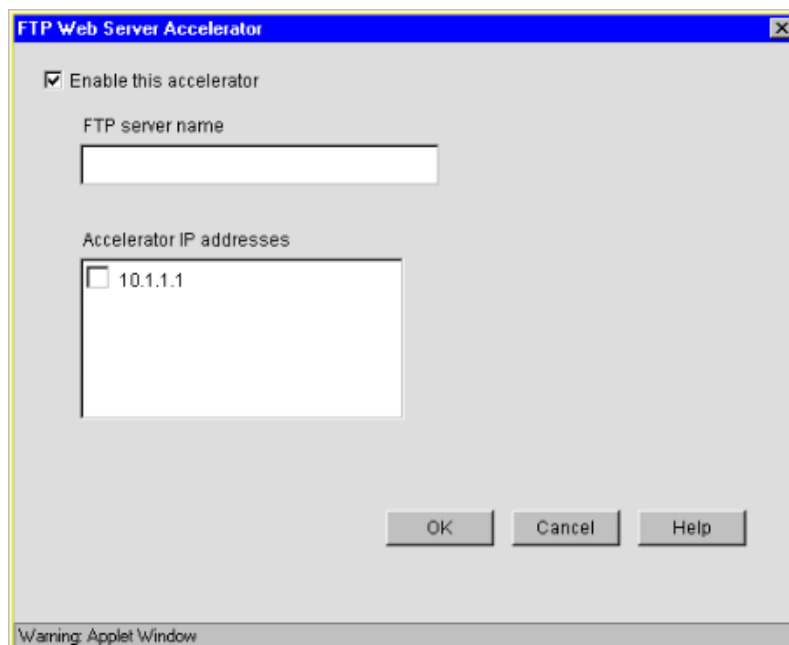 FTP Web Server Accelerator
Enable this accelerator
FTP server name
Accelerator IP addresses
10.1.1.1
OK Cancel Help
Warning: Applet Window